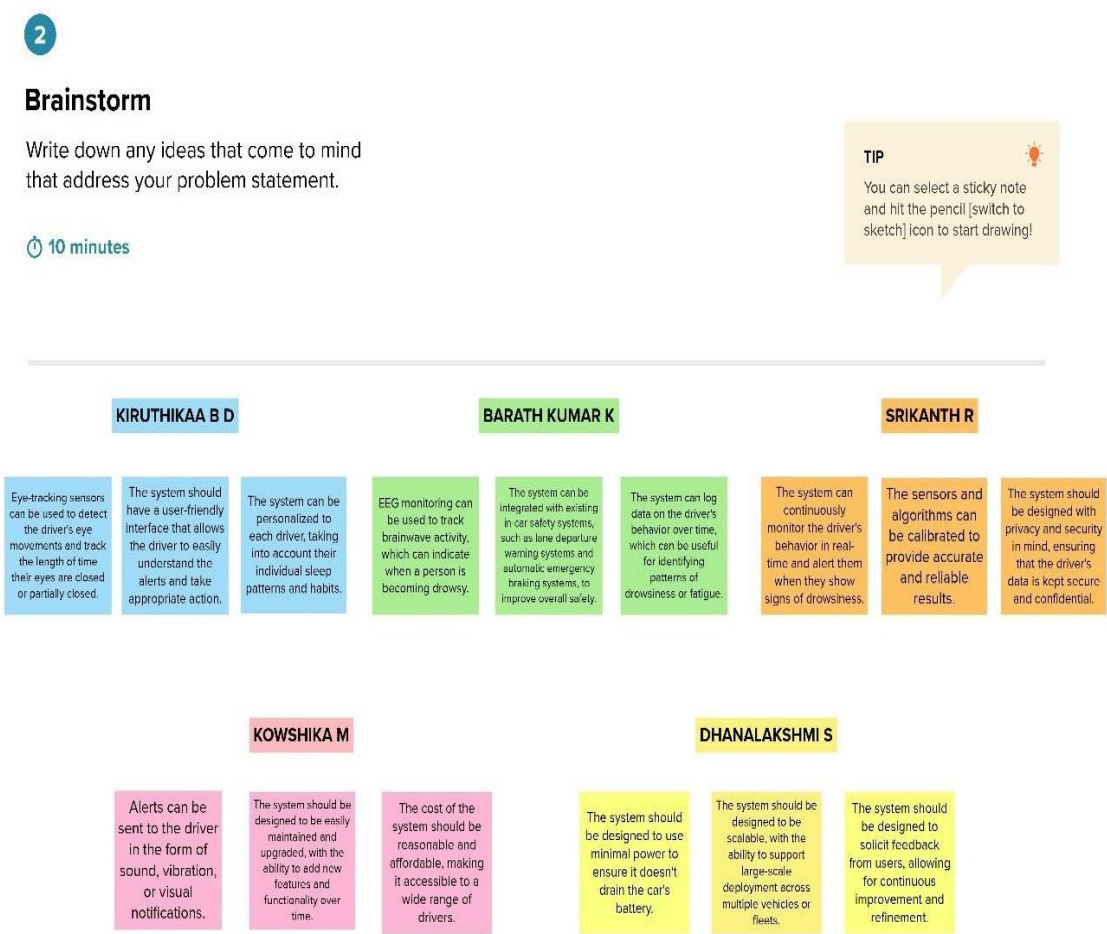 2
Brainstorm
Write down any ideas that come to mind
that address your problem statement.
10 minutes
TIP
You can select a sticky note
and hit the pencil [switch to
sketch] icon to start drawing!
KIRUTHIKAA B D
Eye-tracking sensors
can be used to detect
the driver's eye
movements and track
the length of time
their eyes are closed
or partially closed.
The system should
have a user-friendly
interface that allows
the driver to easily
understand the
alerts and take
appropriate action.
The system can be
personalized to
each driver, taking
into account their
individual sleep
patterns and habits.
BARATH KUMAR K
EEG monitoring can
be used to track
brainwave activity,
which can indicate
when a person is
becoming drowsy.
The system can be
integrated with existing
in-car safety systems,
such as lane departure
warning systems and
automatic emergency
braking systems, to
improve overall safety.
The system can log
data on the driver's
behavior over time,
which can be useful
for identifying
patterns of
drowsiness or fatigue.
SRIKANTH R
The system can
continuously
monitor the driver's
behavior in real-
time and alert them
when they show
signs of drowsiness.
The sensors and
algorithms can
be calibrated to
provide accurate
and reliable
results.
The system should
be designed with
privacy and security
in mind, ensuring
that the driver's
data is kept secure
and confidential.
KOWSHIKA M
Alerts can be
sent to the driver
in the form of
sound, vibration,
or visual
notifications.
The system should be
designed to be easily
maintained and
upgraded, with the
ability to add new
features and
functionality over
time.
The cost of the
system should be
reasonable and
affordable, making
it accessible to a
wide range of
drivers.
DHANALAKSHMI S
The system should
be designed to use
minimal power to
ensure it doesn't
drain the car's
battery.
The system should be
designed to be
scalable, with the
ability to support
large-scale
deployment across
multiple vehicles or
fleets.
The system should
be designed to
solicit feedback
from users, allowing
for continuous
improvement and
refinement.